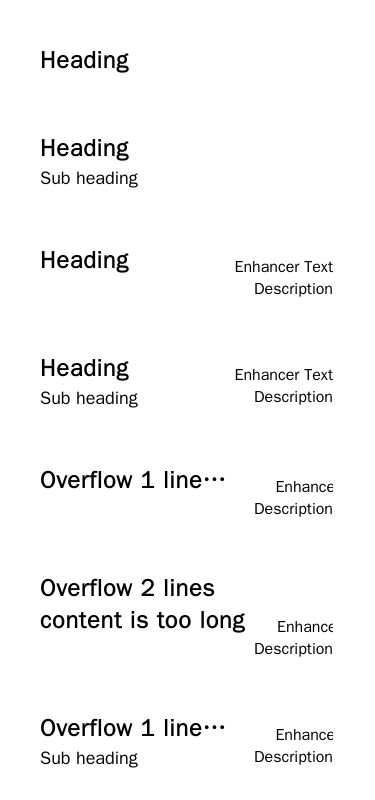 Heading
Heading
Sub heading
Heading
Enhancer Text
Description
Heading
Enhancer Text
Sub heading
Description
Overflow 1 line…
Enhance
Description
Overflow 2 lines
content is too long
Enhance
Description
Overflow 1 line…
Enhance
Sub heading
Description